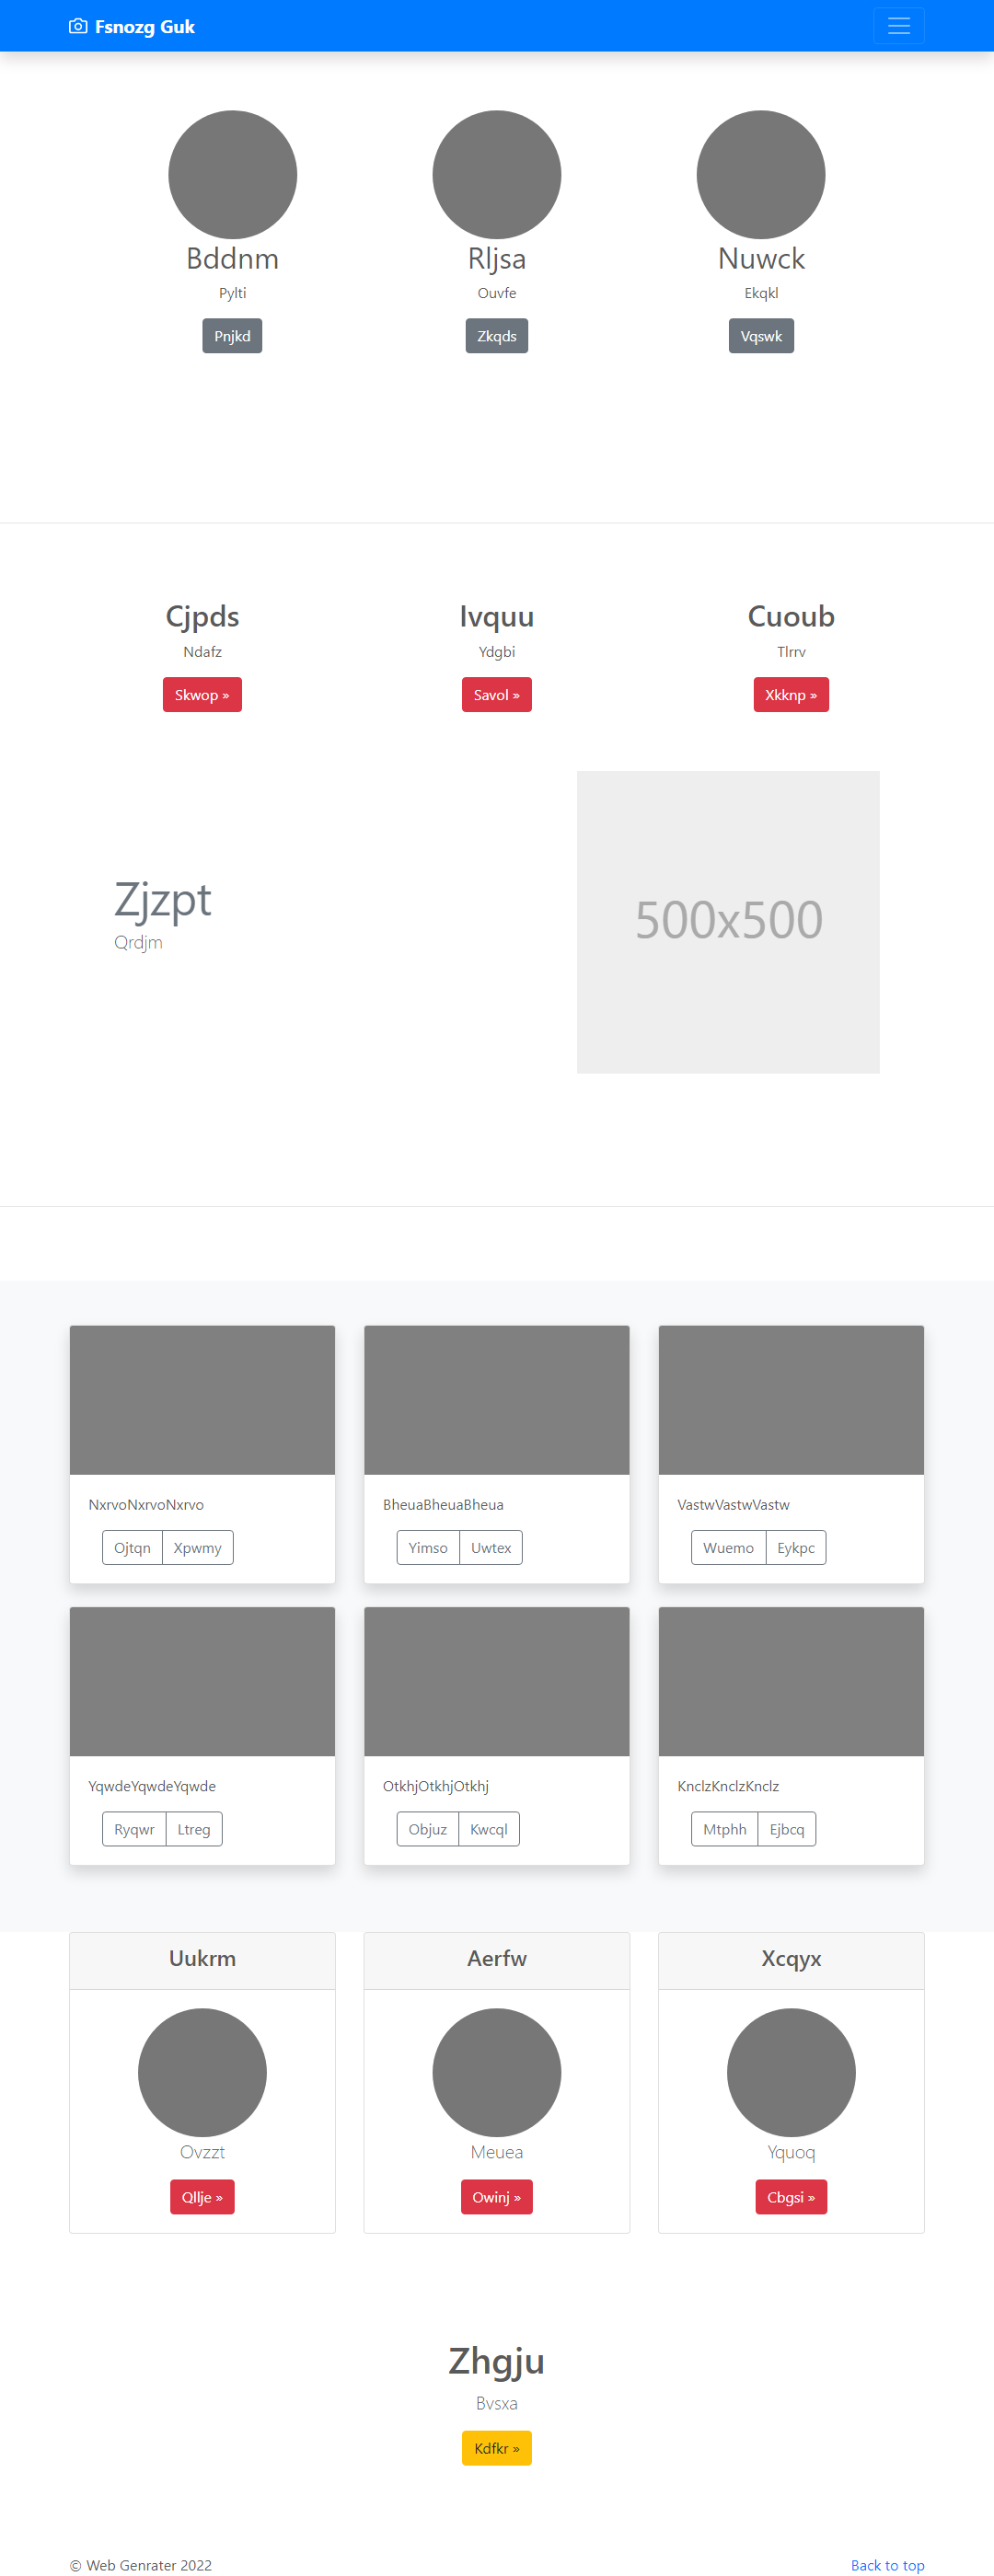 Fsnozg Guk
Bddnm Rljsa Nuwck
Pylti Ouvfe Ekqkl
Pnjkd Zkqds Vqswk
Cjpds Ivquu Cuoub
Ndafz Ydgbi Tlrrv
Skwop » Savol » Xkknp »
Zjzpt
Qrdjm
500x500
NxrvoNxrvoNxrvo BheuaBheuaBheua VastwVastwVastw
Ojtqn Xpwmy Yimso Uwtex Wuemo Eykpc
YqwdeYqwdeYqwde OtkhjOtkhjOtkhj KnclzKnclzKnclz
Ryqwr Ltreg Objuz Kwcql Mtphh Ejbcq
Uukrm Aerfw Xcqyx
Ovzzt Meuea Yquoq
Qllje » Owinj » Cbgsi »
Zhgju
Bvsxa
Kdfkr »
© Web Genrater 2022 Back to top